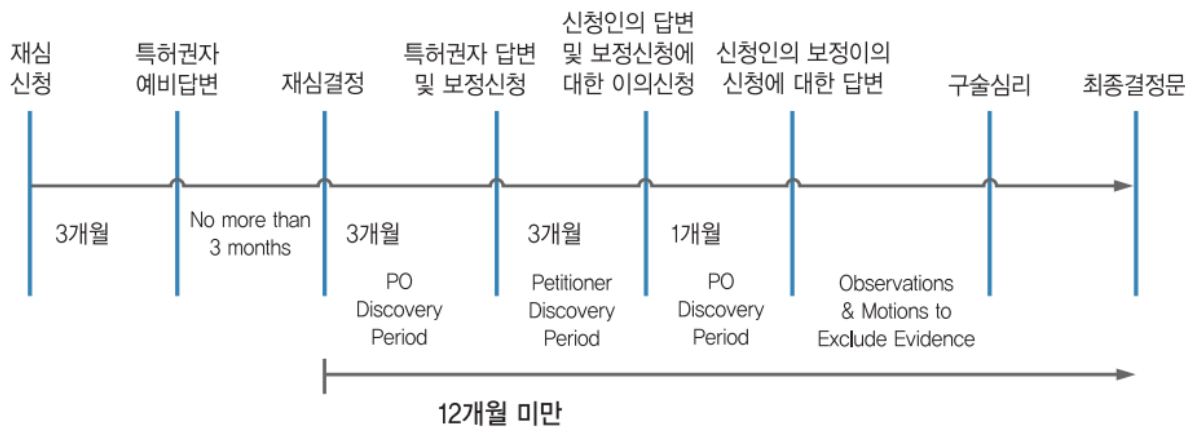 재심
신청
특허권자
예비답변
재심결정
특허권자 답변
및 보정신청
신청인의 답변
및 보정신청에
대한 이의신청
신청인의 보정이의
신청에 대한 답변
구술심리
최종결정문
3개월
No more than
3 months
3개월
3개월
1개월
PO
Discovery
Period
Petitioner
Discovery
Period
PO
Discovery
Period
Observations
& Motions to
Exclude Evidence
12개월 미만